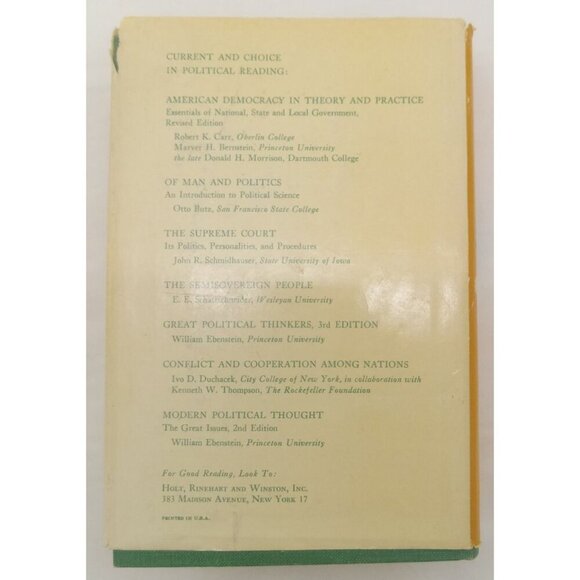 CURRENT AND CHOICE
IN POLITICAL READING:
AMERICAN DEMOCRACY IN THEORY AND PRACTICE
Essentials of National, State and Local Government,
Revised Edition
Robert K. Carr, Oberlin College
Marver H. Bernstein, Princeton University
the late Donald H. Morrison, Dartmouth College
OF MAN AND POLITICS
An Introduction to Political Science
Otto Butz, San Francisco State College
THE SUPREME COURT
Its Politics, Personalities, and Procedures
John R. Schmidhauser, State University of Iowa
THE SEMISOVEREIGN PEOPLE
E. E. Schattschneider, Wesleyan University
GREAT POLITICAL THINKERS, 3rd EDITION
William Ebenstein, Princeton University
CONFLICT AND COOPERATION AMONG NATIONS
Ivo D. Duchacek, City College of New York, in collaboration with
Kenneth W. Thompson, The Rockefeller Foundation
MODERN POLITICAL THOUGHT
The Great Issues, 2nd Edition
William Ebenstein, Princeton University
For Good Reading, Look To:
HOLT, RINEHART AND WINSTON, INC.
383 MADISON AVENUE, NEW YORK 17
PRINTED IN U.S.A.